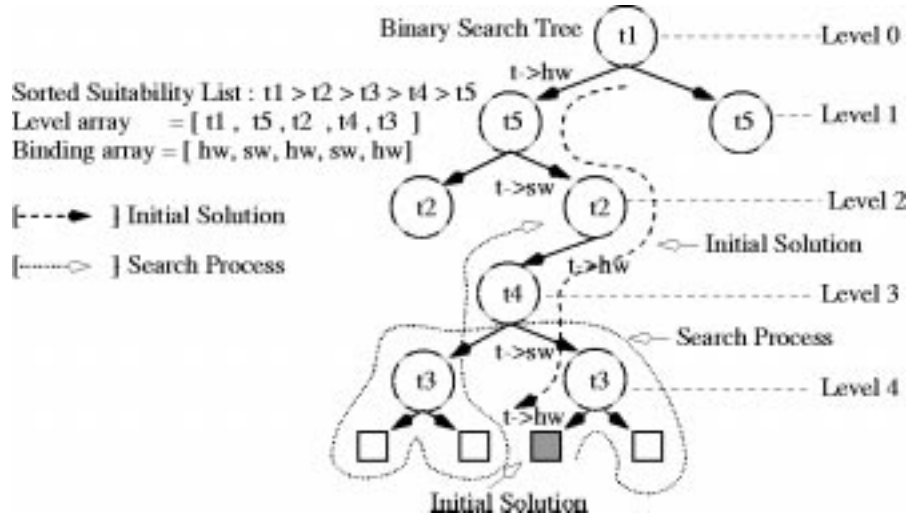 Binary Search Tree
t1
Level 0
t->hw
Sorted Suitability List : t1 > t2 > t3 > t4 > t5
Level array = [ t1 , t5 , t2 , t4 , t3 ]
Binding array = [ hw, sw, hw, sw, hw]
t5
t5
Level 1
t->sw
t2
t2
Level 2
[ ] Initial Solution
Initial Solution
[ ] Search Process
t->hw
t4
Level 3
Search Process
t->sw
t3
t3
Level 4
t->hw
Initial Solution